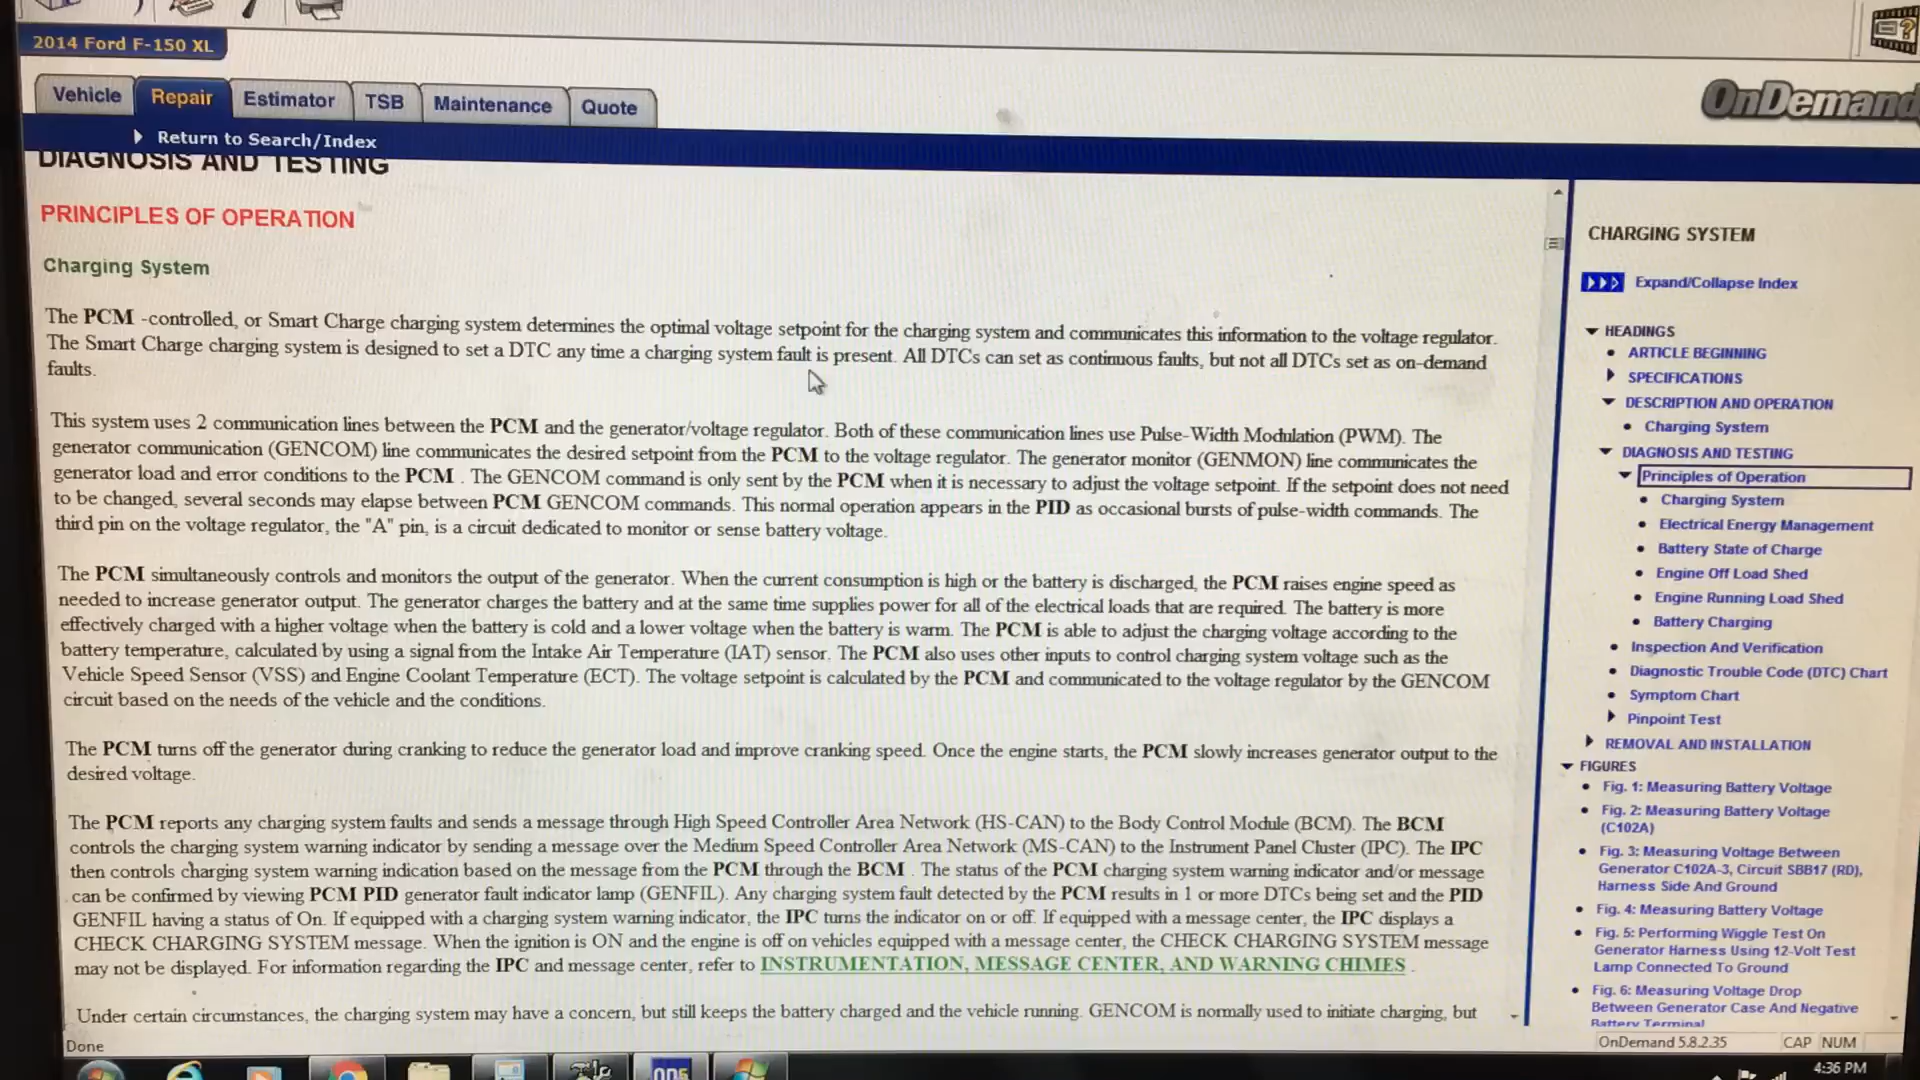 2014 Ford F-150 XL
Vehicle
Repair
Estimator
TSB
Maintenance
Quote
OnDemand
Return to Search/Index
DIAGNOSIS AND TESTING
PRINCIPLES OF OPERATION
Charging System
The PCM -controlled, or Smart Charge charging system determines the optimal voltage setpoint for the charging system and communicates this information to the voltage regulator.
The Smart Charge charging system is designed to set a DTC any time a charging system fault is present. All DTCs can set as continuous faults, but not all DTCs set as on-demand
faults.
This system uses 2 communication lines between the PCM and the generator/voltage regulator. Both of these communication lines use Pulse-Width Modulation (PWM). The
generator communication (GENCOM) line communicates the desired setpoint from the PCM to the voltage regulator. The generator monitor (GENMON) line communicates the
generator load and error conditions to the PCM . The GENCOM command is only sent by the PCM when it is necessary to adjust the voltage setpoint. If the setpoint does not need
to be changed, several seconds may elapse between PCM GENCOM commands. This normal operation appears in the PID as occasional bursts of pulse-width commands. The
third pin on the voltage regulator, the "A" pin, is a circuit dedicated to monitor or sense battery voltage.
The PCM simultaneously controls and monitors the output of the generator. When the current consumption is high or the battery is discharged, the PCM raises engine speed as
needed to increase generator output. The generator charges the battery and at the same time supplies power for all of the electrical loads that are required. The battery is more
effectively charged with a higher voltage when the battery is cold and a lower voltage when the battery is warm. The PCM is able to adjust the charging voltage according to the
battery temperature, calculated by using a signal from the Intake Air Temperature (IAT) sensor. The PCM also uses other inputs to control charging system voltage such as the
Vehicle Speed Sensor (VSS) and Engine Coolant Temperature (ECT). The voltage setpoint is calculated by the PCM and communicated to the voltage regulator by the GENCOM
circuit based on the needs of the vehicle and the conditions.
The PCM turns off the generator during cranking to reduce the generator load and improve cranking speed. Once the engine starts, the PCM slowly increases generator output to the
desired voltage.
The PCM reports any charging system faults and sends a message through High Speed Controller Area Network (HS-CAN) to the Body Control Module (BCM). The BCM
controls the charging system warning indicator by sending a message over the Medium Speed Controller Area Network (MS-CAN) to the Instrument Panel Cluster (IPC). The IPC
then controls charging system warning indication based on the message from the PCM through the BCM . The status of the PCM charging system warning indicator and/or message
can be confirmed by viewing PCM PID generator fault indicator lamp (GENFIL). Any charging system fault detected by the PCM results in 1 or more DTCs being set and the PID
GENFIL having a status of On. If equipped with a charging system warning indicator, the IPC turns the indicator on or off. If equipped with a message center, the IPC displays a
CHECK CHARGING SYSTEM message. When the ignition is ON and the engine is off on vehicles equipped with a message center, the CHECK CHARGING SYSTEM message
may not be displayed. For information regarding the IPC and message center, refer to INSTRUMENTATION, MESSAGE CENTER, AND WARNING CHIMES .
Under certain circumstances, the charging system may have a concern, but still keeps the battery charged and the vehicle running. GENCOM is normally used to initiate charging, but
CHARGING SYSTEM
Expand/Collapse Index
HEADINGS
ARTICLE BEGINNING
SPECIFICATIONS
DESCRIPTION AND OPERATION
Charging System
DIAGNOSIS AND TESTING
Principles of Operation
Charging System
Electrical Energy Management
Battery State of Charge
Engine Off Load Shed
Engine Running Load Shed
Battery Charging
Inspection And Verification
Diagnostic Trouble Code (DTC) Chart
Symptom Chart
Pinpoint Test
REMOVAL AND INSTALLATION
FIGURES
Fig. 1: Measuring Battery Voltage
Fig. 2: Measuring Battery Voltage
(C102A)
Fig. 3: Measuring Voltage Between
Generator C102A-3, Circuit SBB17 (RD),
Harness Side And Ground
Fig. 4: Measuring Battery Voltage
Fig. 5: Performing Wiggle Test On
Generator Harness Using 12-Volt Test
Lamp Connected To Ground
Fig. 6: Measuring Voltage Drop
Between Generator Case And Negative
Battery Terminal
Done
OnDemand 5.8.2.35
CAP NUM
4:36 PM